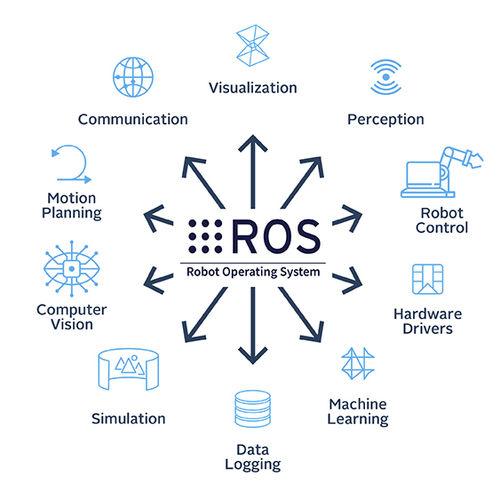 Visualization
Communication
Perception
Motion
Planning
Robot
Control
ROS
Robot Operating System
Computer
Vision
Hardware
Drivers
Simulation
Machine
Learning
Data
Logging